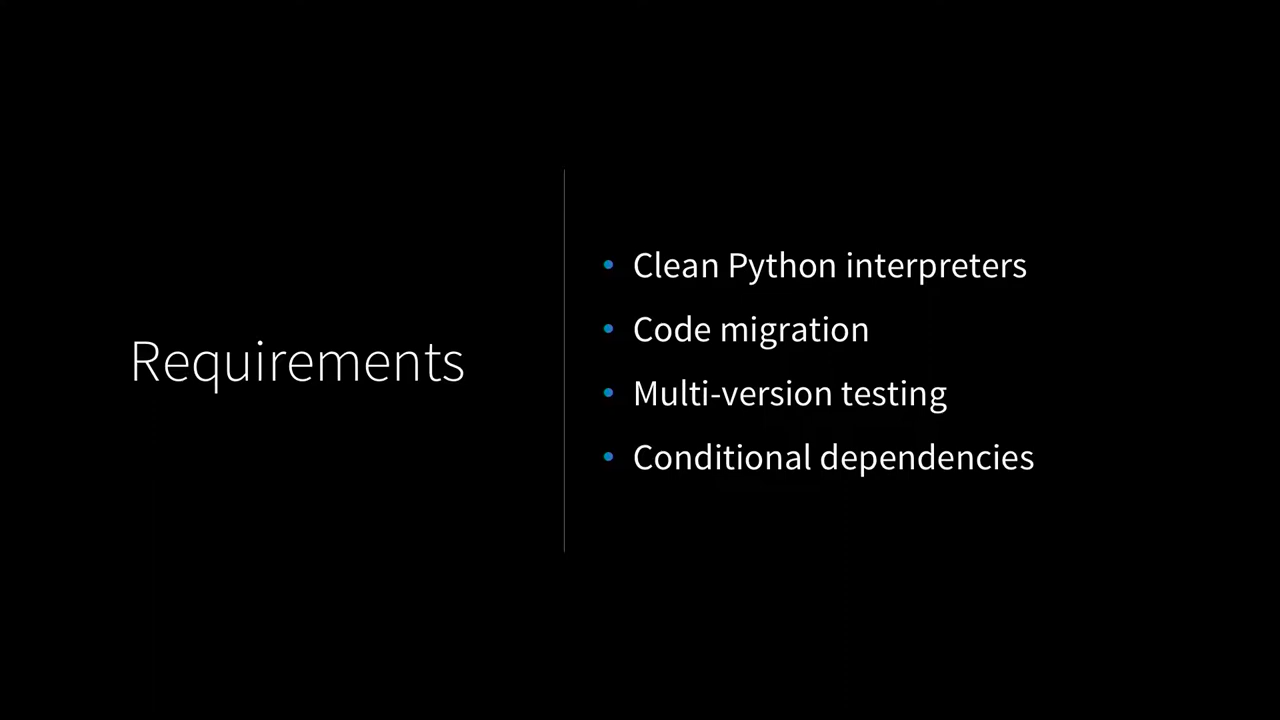 Requirements
• Clean Python interpreters
• Code migration
• Multi-version testing
• Conditional dependencies